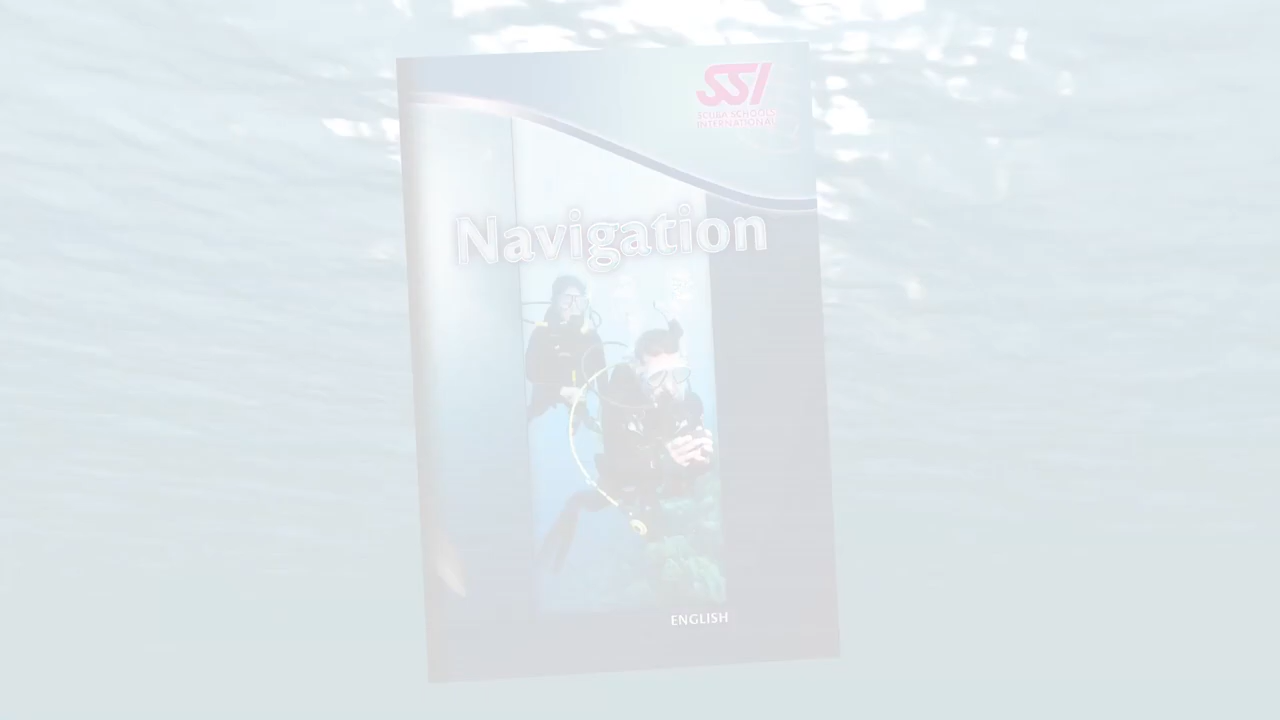 SSI
SCUBA SCHOOLS
INTERNATIONAL
Navigation
ENGLISH